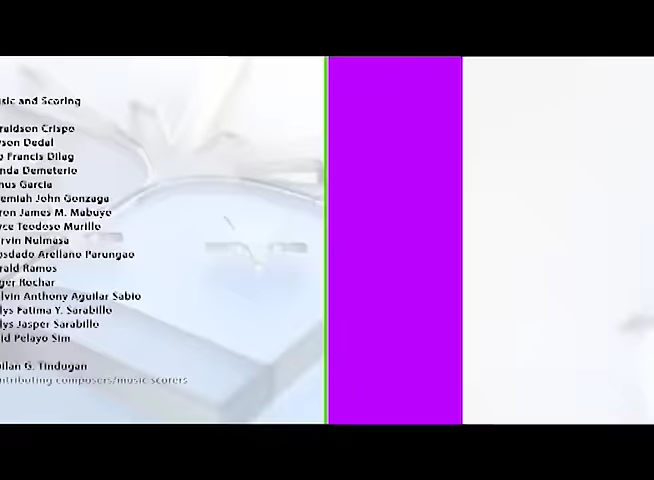 sic and Scoring
raldson Crispo
son Dedal
o Francis Dilag
nda Demeterio
nus Garcia
emiah John Gonzaga
ron James M. Mabuyo
yce Teodoso Murillo
rvin Nulmasa
osdado Arellano Parungao
rald Ramos
ger Rochar
lvin Anthony Aguilar Sabio
lys Fatima Y. Sarabillo
lys Jasper Sarabillo
id Pelayo Sim
llan G. Tindugan
ntributing composers/music scorers